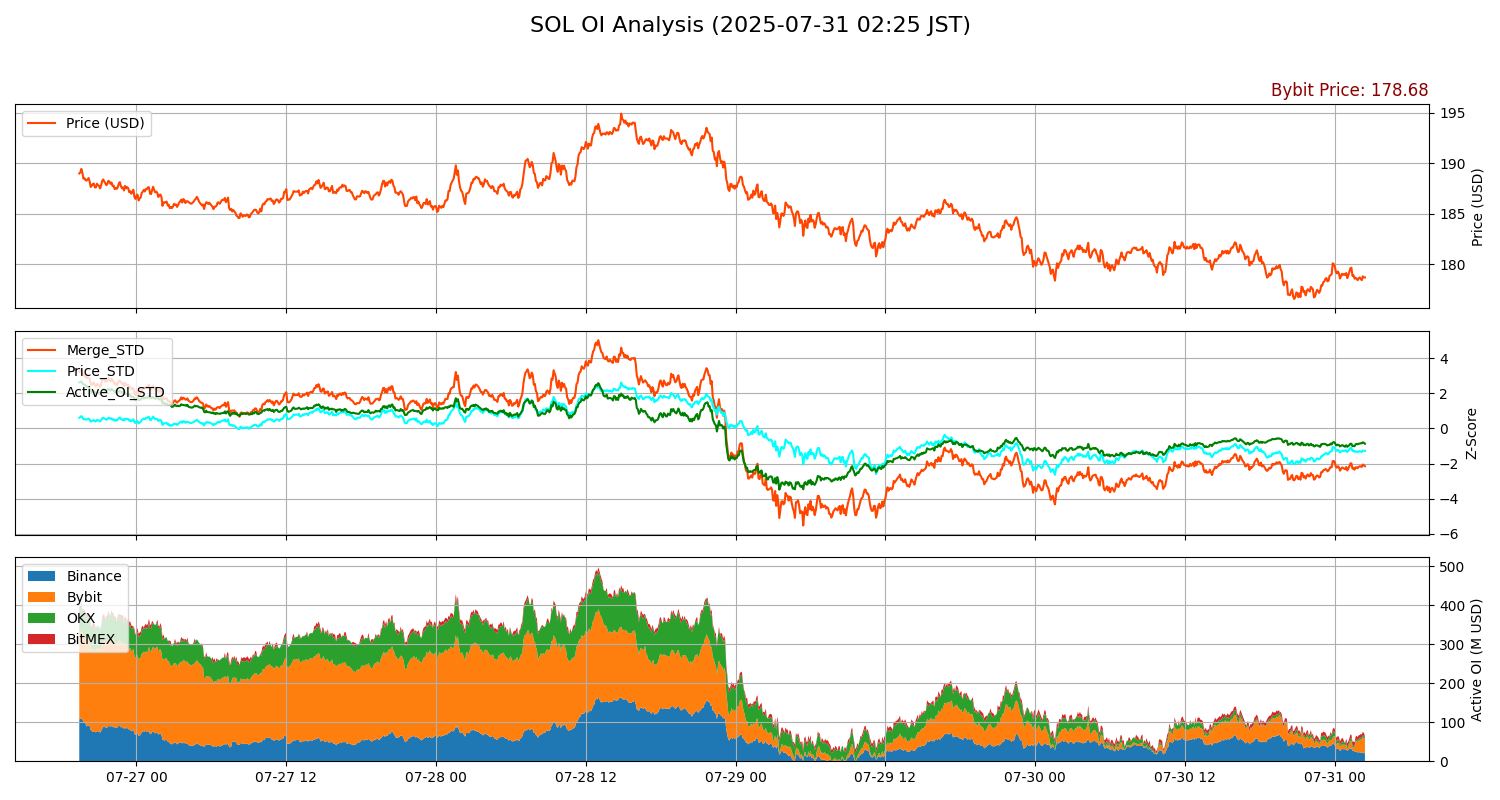 SOL OI Analysis (2025-07-31 02:25 JST)
Bybit Price: 178.68
Price (USD)
195
190
185
180
Price (USD)
Merge_STD
Price_STD
Active_OI_STD
4
2
0
−2
−4
−6
Z-Score
Binance
Bybit
OKX
BitMEX
500
400
300
200
100
0
Active OI (M USD)
07-27 00
07-27 12
07-28 00
07-28 12
07-29 00
07-29 12
07-30 00
07-30 12
07-31 00